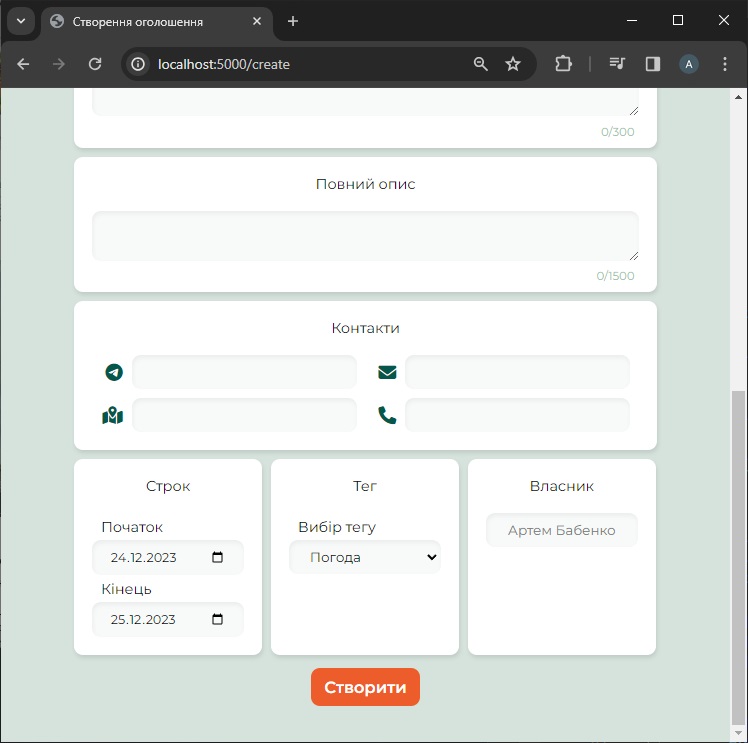 Створення оголошення
localhost:5000/create
A
0/300
Повний опис
0/1500
Контакти
Строк
Початок
24.12.2023
Кінець
25.12.2023
Тег
Вибір тегу
Погода
Власник
Артем Бабенко
Створити